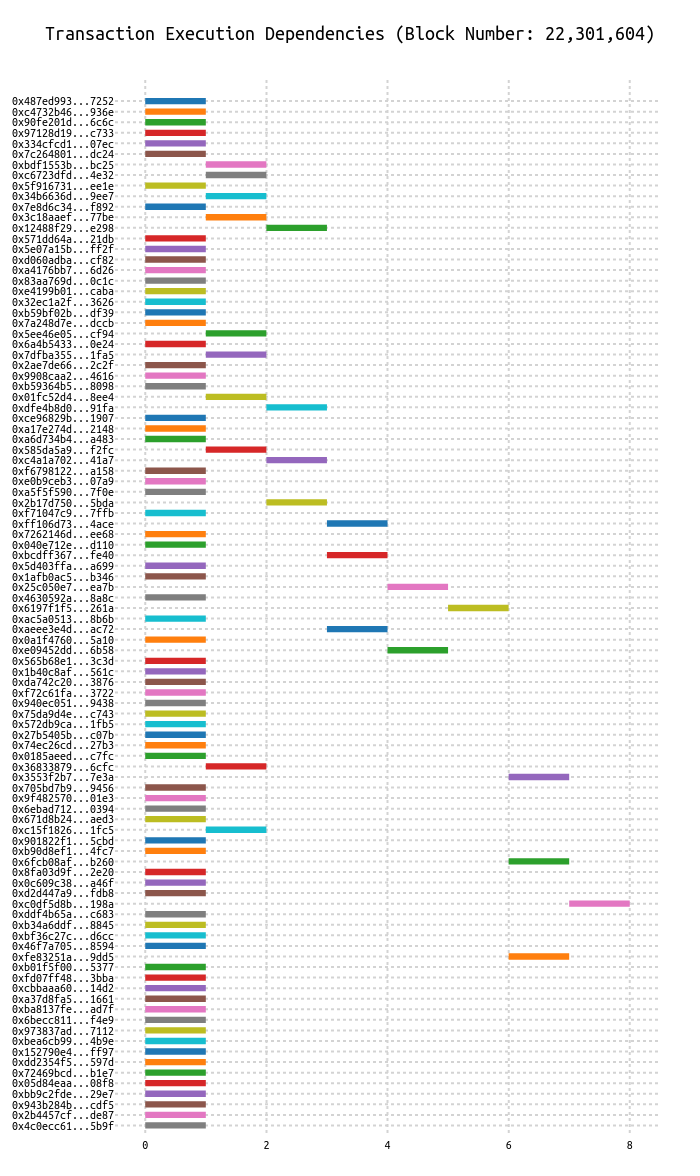 Transaction Execution Dependencies (Block Number: 22,301,604)
0x487ed993...7252
0xc4732b46...936e
0x90fe201d...6c6c
0x97128d19...c733
0x334cfcd1...07ec
0x7c264801...dc24
0xbdf1553b...bc25
0xc6723dfd...4e32
0x5f916731...ee1e
0x34b6636d...9ee7
0x7e8d6c34...f892
0x3c18aaef...77be
0x12488f29...e298
0x571dd64a...21db
0x5e07a15b...ff2f
0xd060adba...cf82
0xa4176bb7...6d26
0x83aa769d...0c1c
0xe4199b01...caba
0x32ec1a2f...3626
0xb59bf02b...df39
0x7a248d7e...dccb
0x5ee46e05...cf94
0x6a4b5433...0e24
0x7dfba355...1fa5
0x2ae7de66...2c2f
0x9908caa2...4616
0xb59364b5...8098
0x01fc52d4...8ee4
0xdfe4b8d0...91fa
0xce96829b...1907
0xa17e274d...2148
0xa6d734b4...a483
0x585da5a9...f2fc
0xc4a1a702...41a7
0xf6798122...a158
0xe0b9ceb3...07a9
0xa5f5f590...7f0e
0x2b17d750...5bda
0xf71047c9...7ffb
0xff106d73...4ace
0x7262146d...ee68
0x040e712e...d110
0xbcdff367...fe40
0x5d403ffa...a699
0x1afb0ac5...b346
0x25c050e7...ea7b
0x4630592a...8a8c
0x6197f1f5...261a
0xac5a0513...8b6b
0xaeee3e4d...ac72
0x0a1f4760...5a10
0xe09452dd...6b58
0x565b68e1...3c3d
0x1b40c8af...561c
0xda742c20...3876
0xf72c61fa...3722
0x940ec051...9438
0x75da9d4e...c743
0x572db9ca...1fb5
0x27b5405b...c07b
0x74ec26cd...27b3
0x0185aeed...c7fc
0x36833879...6cfc
0x3553f2b7...7e3a
0x705bd7b9...9456
0x9f482570...01e3
0x6ebad712...0394
0x671d8b24...aed3
0xc15f1826...1fc5
0x901822f1...5cbd
0xb90d8ef1...4fc7
0x6fcb08af...b260
0x8fa03d9f...2e20
0x0c609c38...a46f
0xd2d447a9...fdb8
0xc0df5d8b...198a
0xddf4b65a...c683
0xb34a6ddf...8845
0xbf36c27c...d6cc
0x46f7a705...8594
0xfe83251a...9dd5
0xb01f5f00...5377
0xfd07ff48...3bba
0xcbbaaa60...14d2
0xa37d8fa5...1661
0xba8137fe...ad7f
0x6becc811...f4e9
0x973837ad...7112
0xbea6cb99...4b9e
0x152790e4...ff97
0xdd2354f5...597d
0x72469bcd...b1e7
0x05d84eaa...08f8
0xbb9c2fde...29e7
0x943b284b...cdf5
0x2b4457cf...de87
0x4c0ecc61...5b9f
0 2 4 6 8